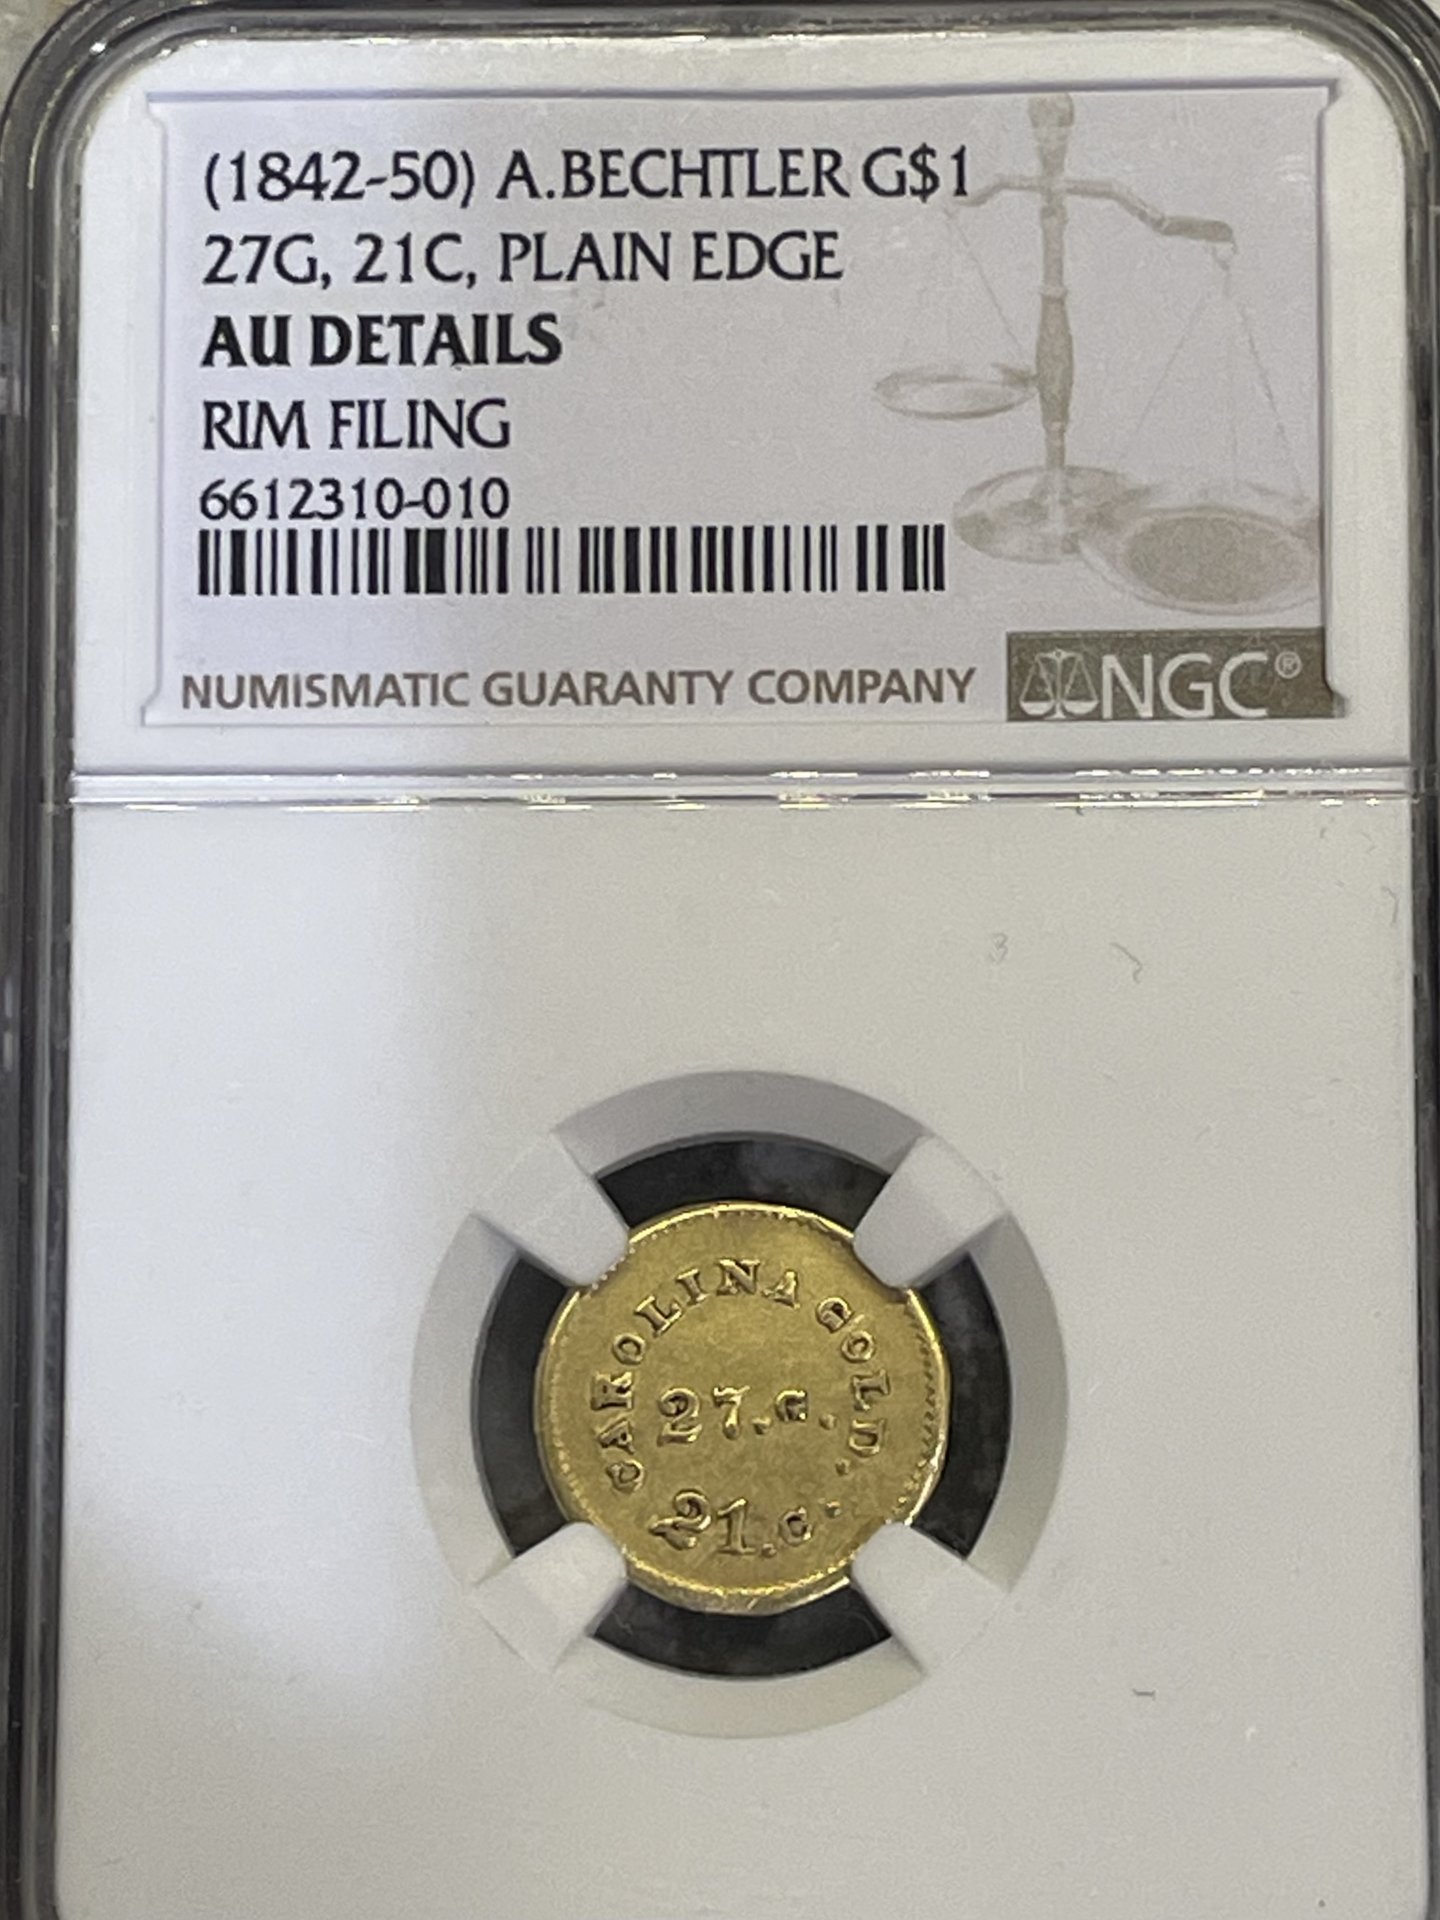 (1842-50) A.BECHTLER G$1
27G, 21C, PLAIN EDGE
AU DETAILS
RIM FILING
6612310-010
NUMISMATIC GUARANTY COMPANY NGC®
CAROLINA GOLD.
27.G.
21.C.